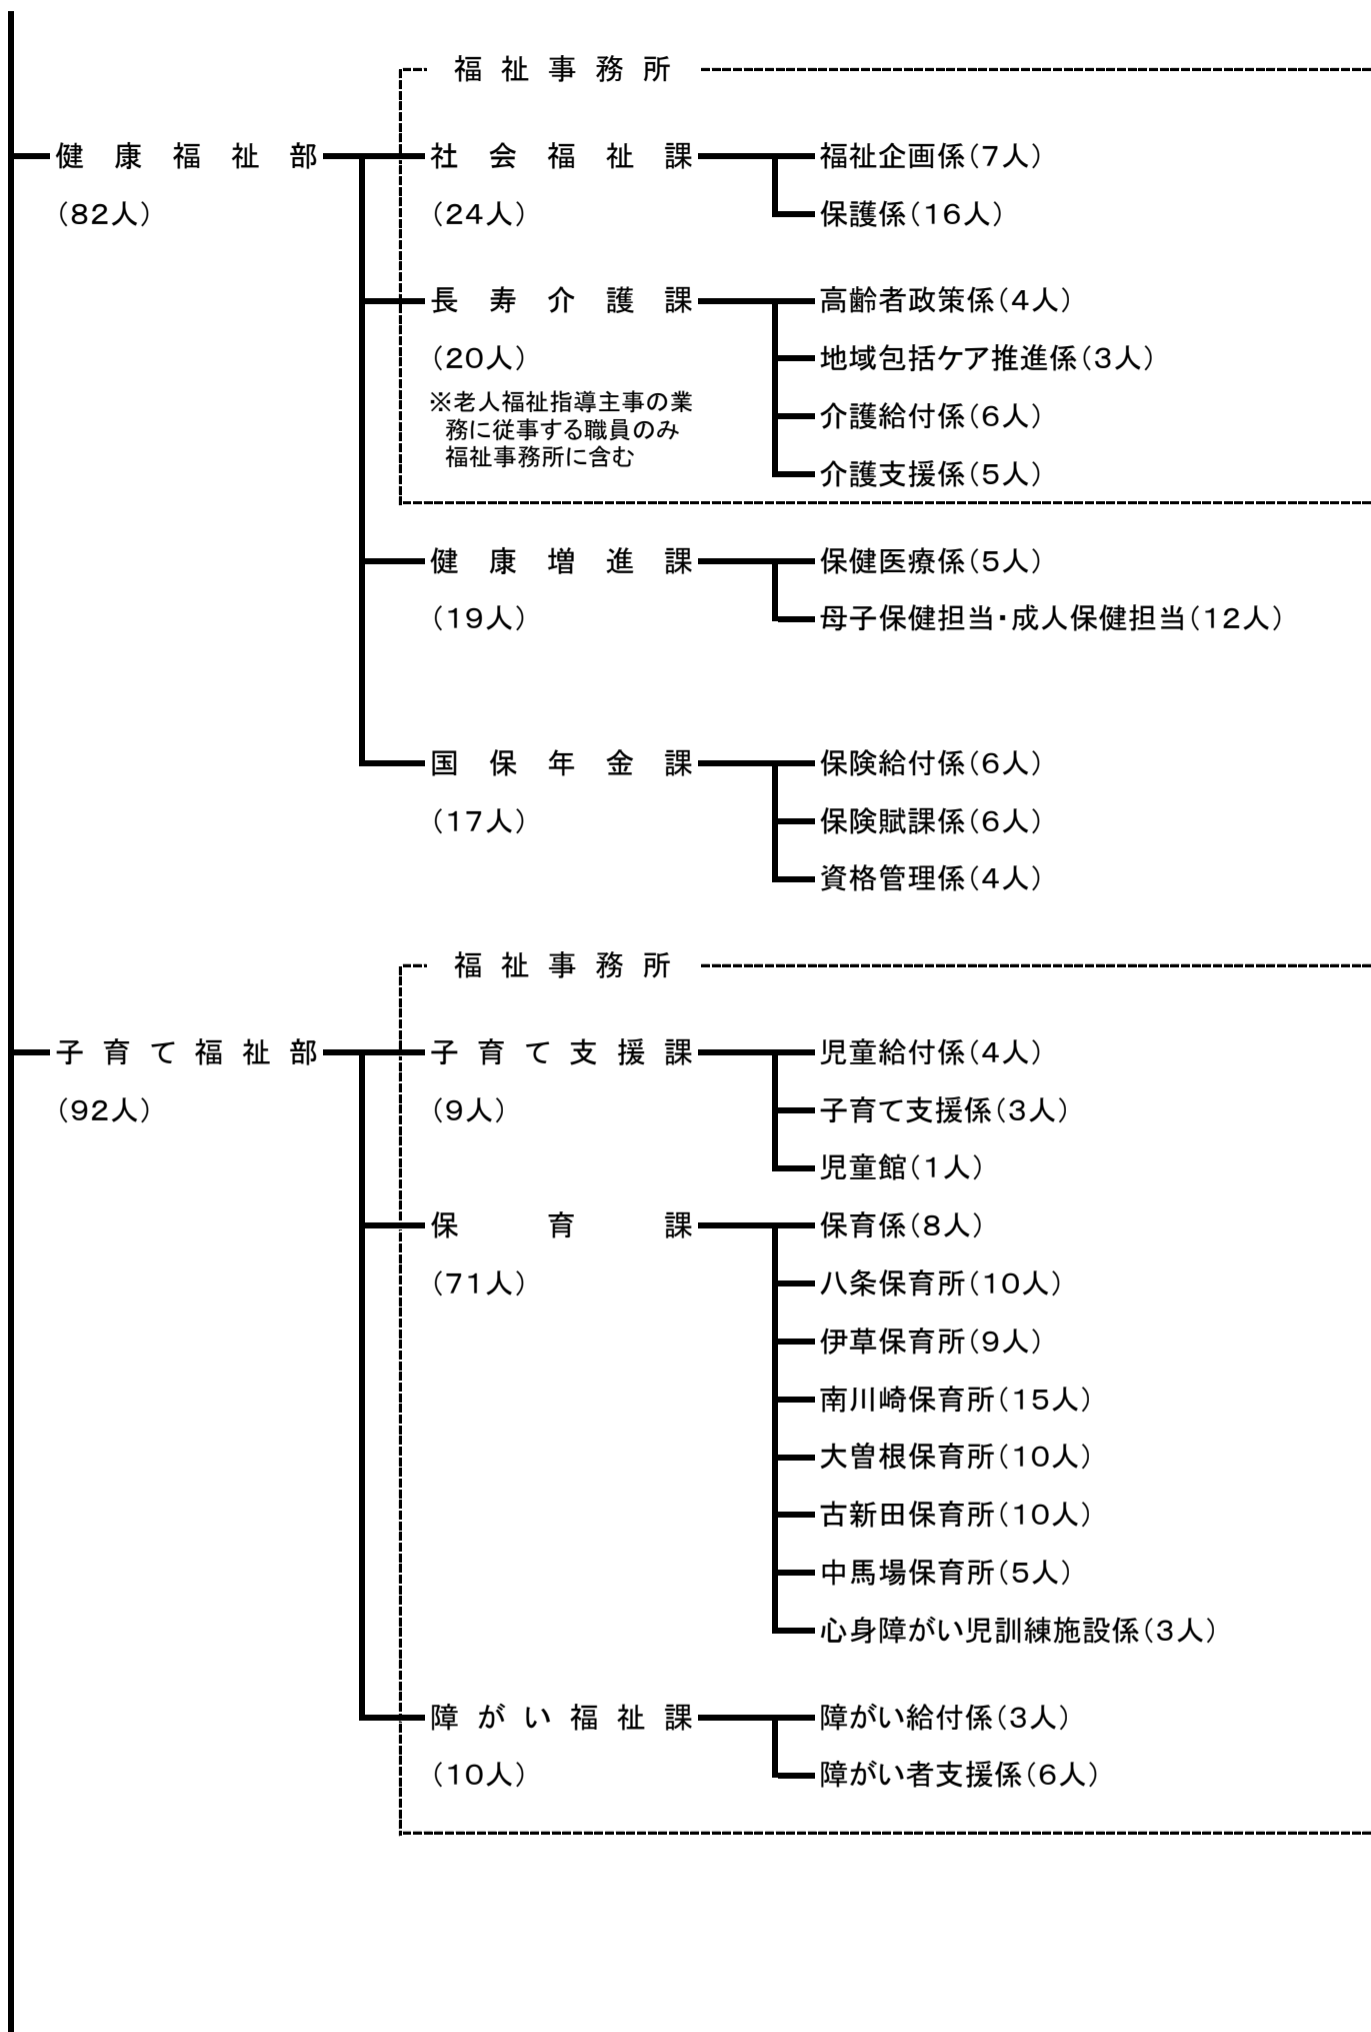 福祉事務所
健康福祉部 社会福祉課 福祉企画係(7人)
(82人) (24人) 保護係(16人)
長寿介護課 高齢者政策係(4人)
(20人) 地域包括ケア推進係(3人)
※老人福祉指導主事の業
務に従事する職員のみ
福祉事務所に含む
介護給付係(6人)
介護支援係(5人)
健康増進課 保健医療係(5人)
(19人) 母子保健担当・成人保健担当(12人)
国保年金課 保険給付係(6人)
(17人) 保険賦課係(6人)
資格管理係(4人)
福祉事務所
子育て福祉部 子育て支援課 児童給付係(4人)
(92人) (9人) 子育て支援係(3人)
児童館(1人)
保育課 保育係(8人)
(71人) 八条保育所(10人)
伊草保育所(9人)
南川崎保育所(15人)
大曽根保育所(10人)
古新田保育所(10人)
中馬場保育所(5人)
心身障がい児訓練施設係(3人)
障がい福祉課 障がい給付係(3人)
(10人) 障がい者支援係(6人)